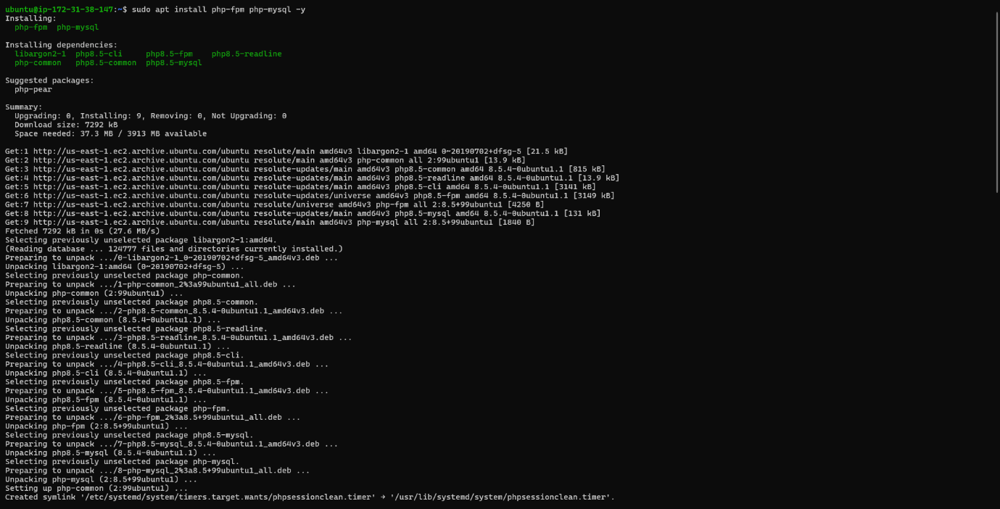 ubuntu@ip-172-31-38-147:~$ sudo apt install php-fpm php-mysql -y
Installing:
  php-fpm  php-mysql

Installing dependencies:
  libargon2-1  php8.5-cli     php8.5-fpm    php8.5-readline
  php-common   php8.5-common  php8.5-mysql

Suggested packages:
  php-pear

Summary:
  Upgrading: 0, Installing: 9, Removing: 0, Not Upgrading: 0
  Download size: 7292 kB
  Space needed: 37.3 MB / 3913 MB available

Get:1 http://us-east-1.ec2.archive.ubuntu.com/ubuntu resolute/main amd64v3 libargon2-1 amd64 0~20190702+dfsg-5 [21.5 kB]
Get:2 http://us-east-1.ec2.archive.ubuntu.com/ubuntu resolute/main amd64v3 php-common all 2:99ubuntu1 [13.9 kB]
Get:3 http://us-east-1.ec2.archive.ubuntu.com/ubuntu resolute-updates/main amd64v3 php8.5-common amd64 8.5.4-0ubuntu1.1 [815 kB]
Get:4 http://us-east-1.ec2.archive.ubuntu.com/ubuntu resolute-updates/main amd64v3 php8.5-readline amd64 8.5.4-0ubuntu1.1 [13.9 kB]
Get:5 http://us-east-1.ec2.archive.ubuntu.com/ubuntu resolute-updates/main amd64v3 php8.5-cli amd64 8.5.4-0ubuntu1.1 [3141 kB]
Get:6 http://us-east-1.ec2.archive.ubuntu.com/ubuntu resolute-updates/universe amd64v3 php8.5-fpm amd64 8.5.4-0ubuntu1.1 [3149 kB]
Get:7 http://us-east-1.ec2.archive.ubuntu.com/ubuntu resolute/universe amd64v3 php-fpm all 2:8.5+99ubuntu1 [4250 B]
Get:8 http://us-east-1.ec2.archive.ubuntu.com/ubuntu resolute-updates/main amd64v3 php8.5-mysql amd64 8.5.4-0ubuntu1.1 [131 kB]
Get:9 http://us-east-1.ec2.archive.ubuntu.com/ubuntu resolute/main amd64v3 php-mysql all 2:8.5+99ubuntu1 [1840 B]
Fetched 7292 kB in 0s (27.6 MB/s)
Selecting previously unselected package libargon2-1:amd64.
(Reading database ... 124777 files and directories currently installed.)
Preparing to unpack .../0-libargon2-1_0~20190702+dfsg-5_amd64v3.deb ...
Unpacking libargon2-1:amd64 (0~20190702+dfsg-5) ...
Selecting previously unselected package php-common.
Preparing to unpack .../1-php-common_2%3a99ubuntu1_all.deb ...
Unpacking php-common (2:99ubuntu1) ...
Selecting previously unselected package php8.5-common.
Preparing to unpack .../2-php8.5-common_8.5.4-0ubuntu1.1_amd64v3.deb ...
Unpacking php8.5-common (8.5.4-0ubuntu1.1) ...
Selecting previously unselected package php8.5-readline.
Preparing to unpack .../3-php8.5-readline_8.5.4-0ubuntu1.1_amd64v3.deb ...
Unpacking php8.5-readline (8.5.4-0ubuntu1.1) ...
Selecting previously unselected package php8.5-cli.
Preparing to unpack .../4-php8.5-cli_8.5.4-0ubuntu1.1_amd64v3.deb ...
Unpacking php8.5-cli (8.5.4-0ubuntu1.1) ...
Selecting previously unselected package php8.5-fpm.
Preparing to unpack .../5-php8.5-fpm_8.5.4-0ubuntu1.1_amd64v3.deb ...
Unpacking php8.5-fpm (8.5.4-0ubuntu1.1) ...
Selecting previously unselected package php-fpm.
Preparing to unpack .../6-php-fpm_2%3a8.5+99ubuntu1_all.deb ...
Unpacking php-fpm (2:8.5+99ubuntu1) ...
Selecting previously unselected package php8.5-mysql.
Preparing to unpack .../7-php8.5-mysql_8.5.4-0ubuntu1.1_amd64v3.deb ...
Unpacking php8.5-mysql (8.5.4-0ubuntu1.1) ...
Selecting previously unselected package php-mysql.
Preparing to unpack .../8-php-mysql_2%3a8.5+99ubuntu1_all.deb ...
Unpacking php-mysql (2:8.5+99ubuntu1) ...
Setting up php-common (2:99ubuntu1) ...
Created symlink '/etc/systemd/system/timers.target.wants/phpsessionclean.timer' → '/usr/lib/systemd/system/phpsessionclean.timer'.